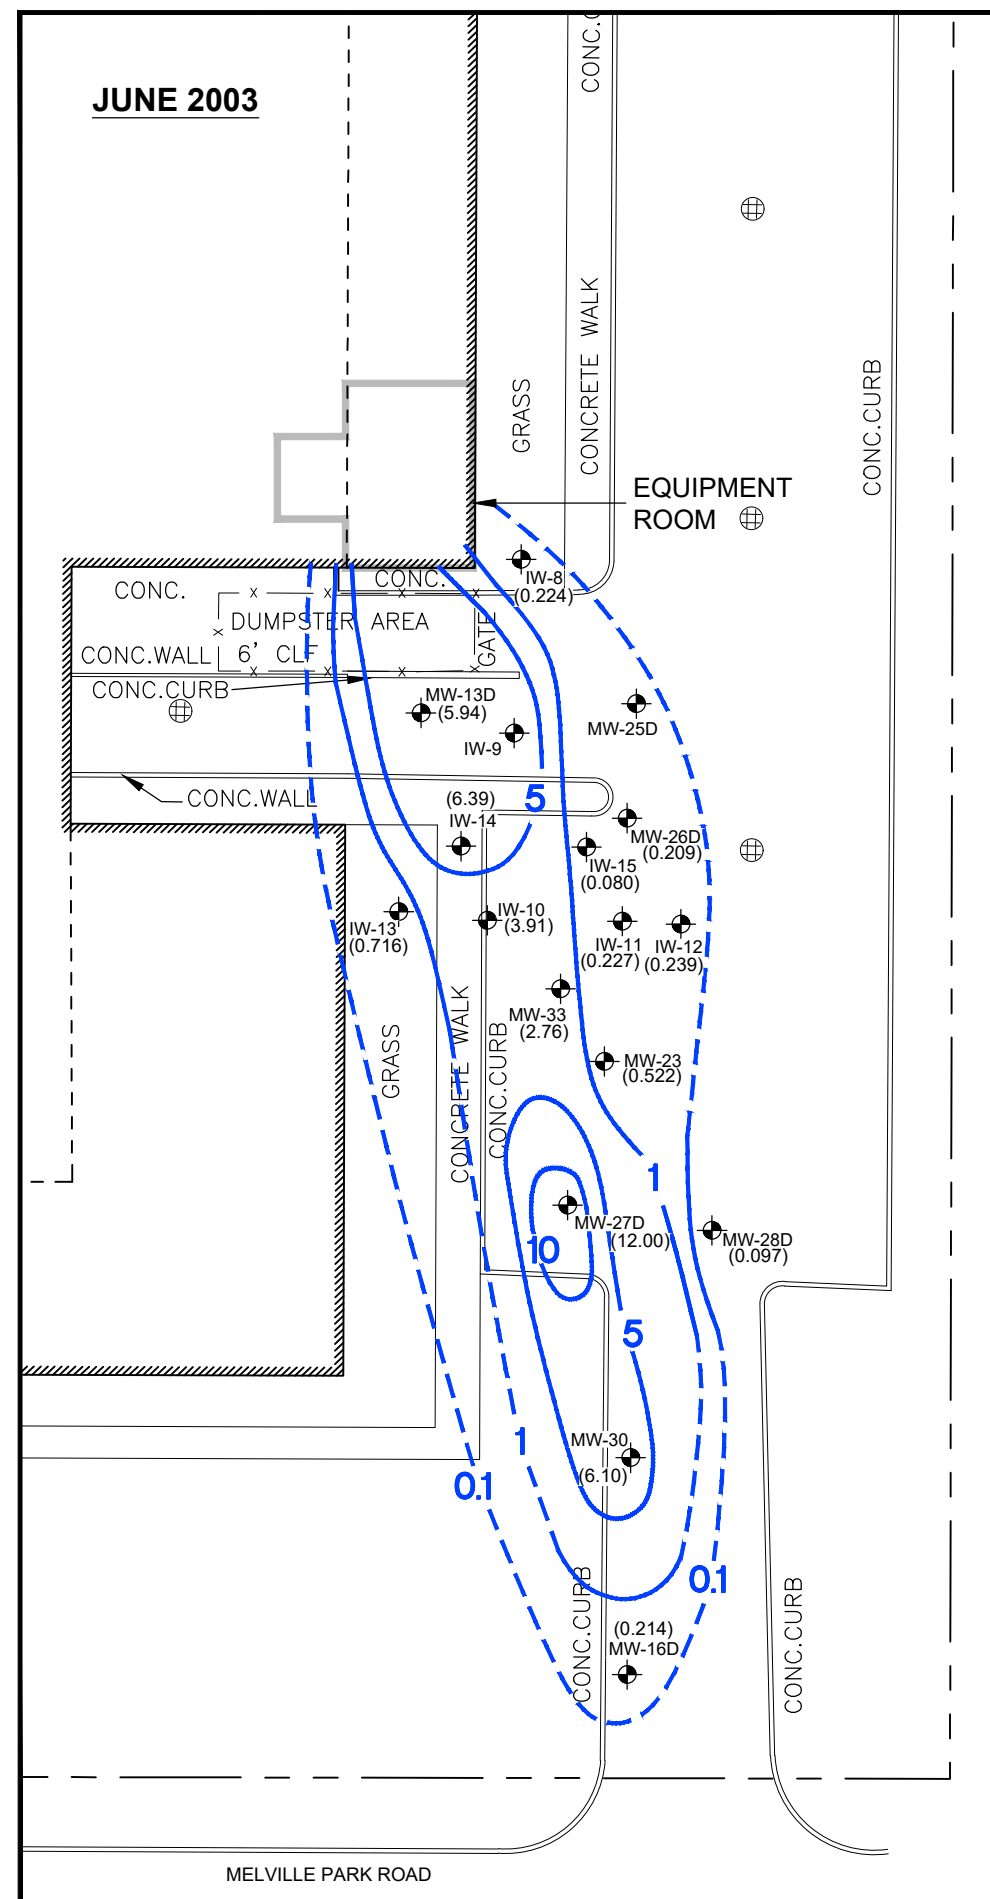 JUNE 2003
CONC.C
CONCRETE WALK
GRASS
CONC.CURB
EQUIPMENT
ROOM
IW-8
(0.224)
CONC.
CONC.
DUMPSTER AREA
GATE
CONC.WALL
6' CLF
CONC.CURB
MW-13D
(5.94)
IW-9
MW-25D
CONC.WALL
5
(6.39)
IW-14
MW-26D
(0.209)
IW-15
(0.080)
IW-13
(0.716)
IW-10
(3.91)
IW-11
(0.227)
IW-12
(0.239)
MW-33
(2.76)
GRASS
CONCRETE WALK
CONC.CURB
MW-23
(0.522)
1
MW-27D
(12.00)
10
MW-28D
(0.097)
5
MW-30
(6.10)
1
0.1
0.1
CONC.CURB
CONC.CURB
(0.214)
MW-16D
MELVILLE PARK ROAD